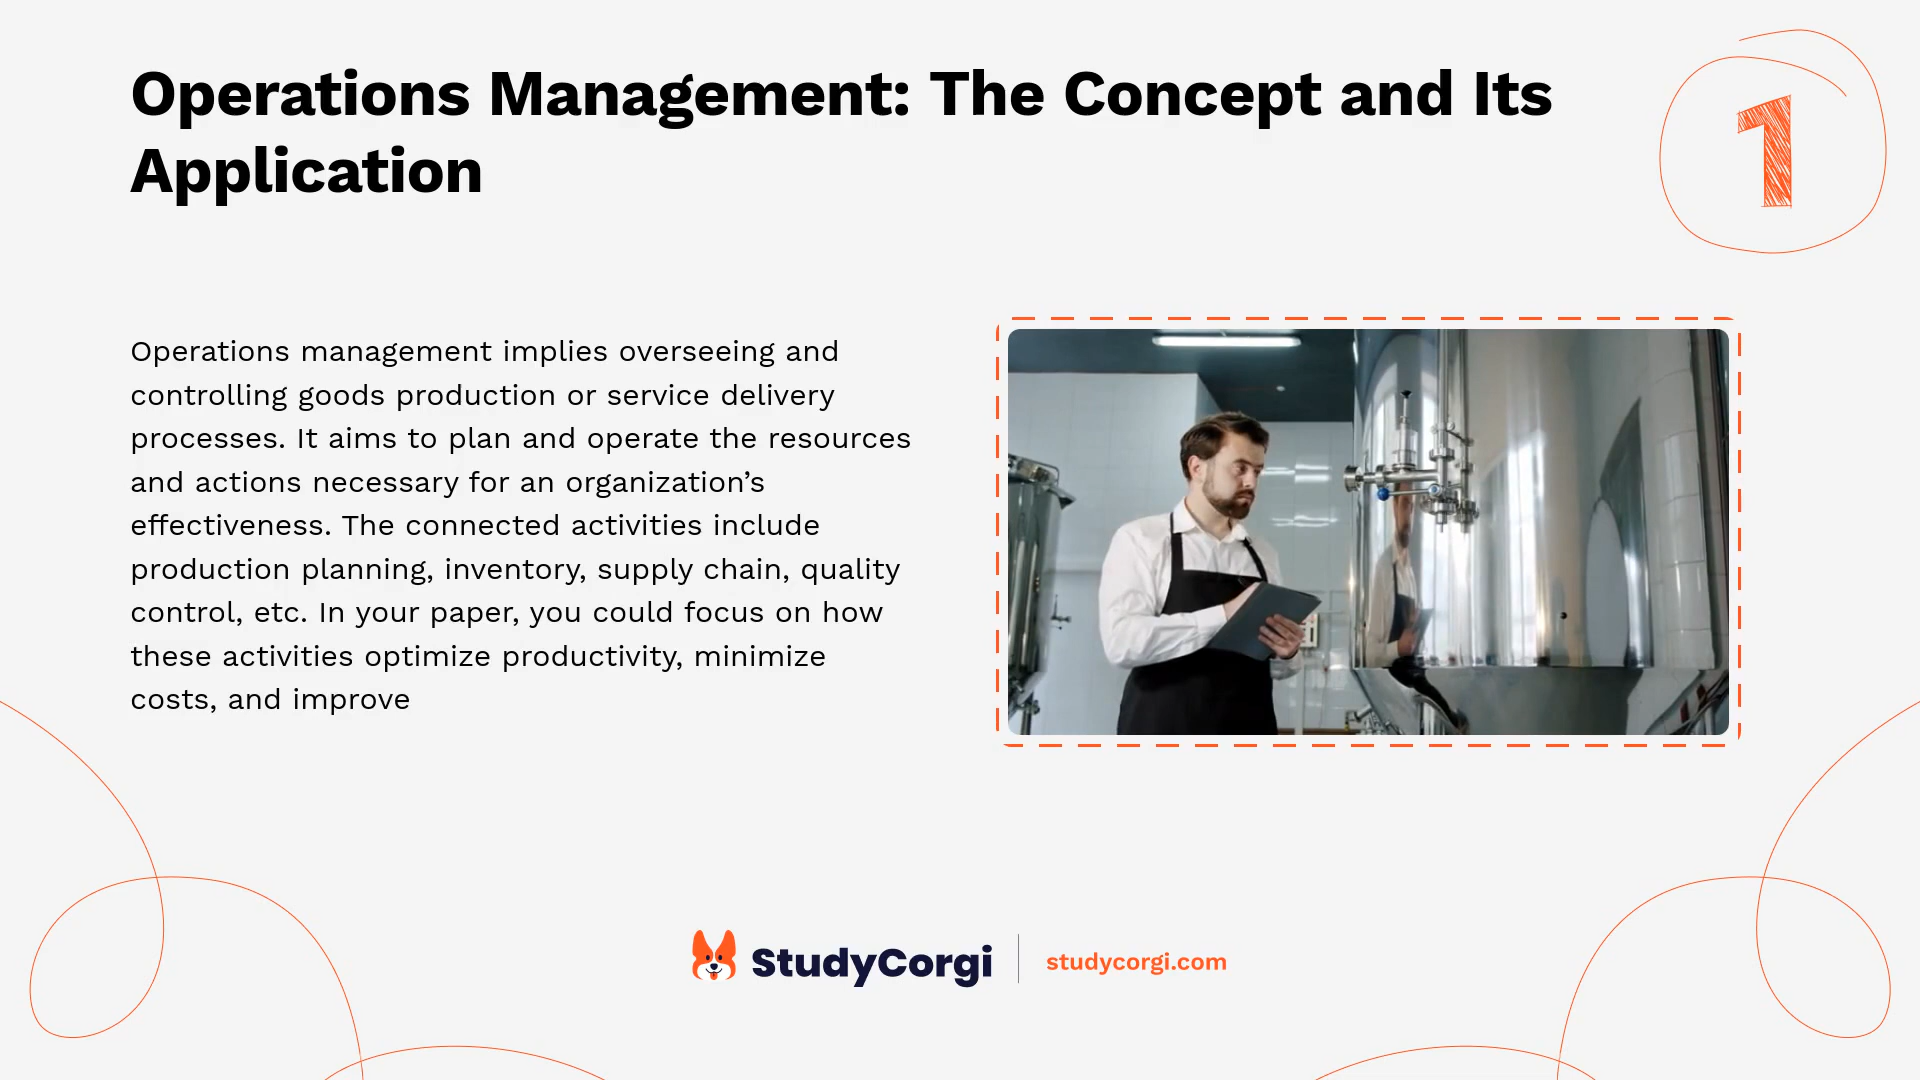 Operations Management: The Concept and Its
Application
1
Operations management implies overseeing and
controlling goods production or service delivery
processes. It aims to plan and operate the resources
and actions necessary for an organization’s
effectiveness. The connected activities include
production planning, inventory, supply chain, quality
control, etc. In your paper, you could focus on how
these activities optimize productivity, minimize
costs, and improve
StudyCorgi
studycorgi.com